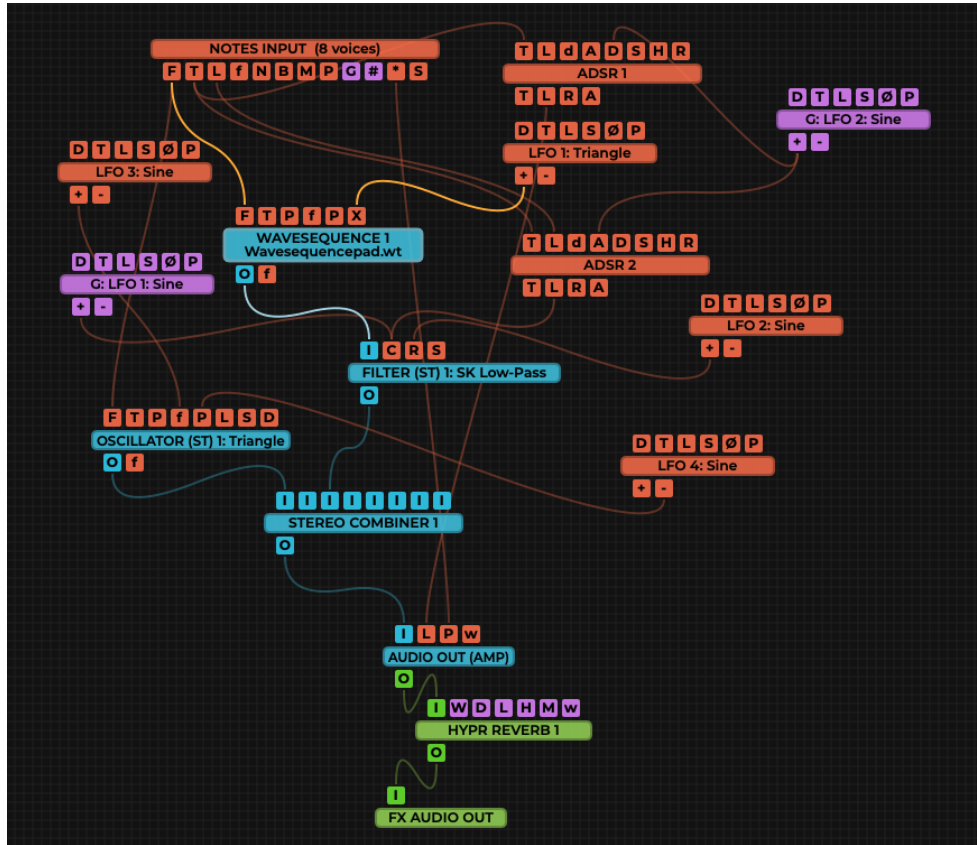 NOTES INPUT (8 voices)
F T L f N B M P G # * S
T L d A D S H R
ADSR 1
T L R A
D T L S Ø P
G: LFO 2: Sine
+ -
D T L S Ø P
LFO 1: Triangle
+ -
D T L S Ø P
LFO 3: Sine
+ -
F T P f P X
WAVESEQUENCE 1
Wavesequencepad.wt
O f
T L d A D S H R
ADSR 2
T L R A
D T L S Ø P
G: LFO 1: Sine
+ -
D T L S Ø P
LFO 2: Sine
+ -
I C R S
FILTER (ST) 1: SK Low-Pass
O
F T P f P L S D
OSCILLATOR (ST) 1: Triangle
O f
D T L S Ø P
LFO 4: Sine
+ -
I I I I I I I I
STEREO COMBINER 1
O
I L P w
AUDIO OUT (AMP)
O
I W D L H M w
HYPR REVERB 1
O
I
FX AUDIO OUT